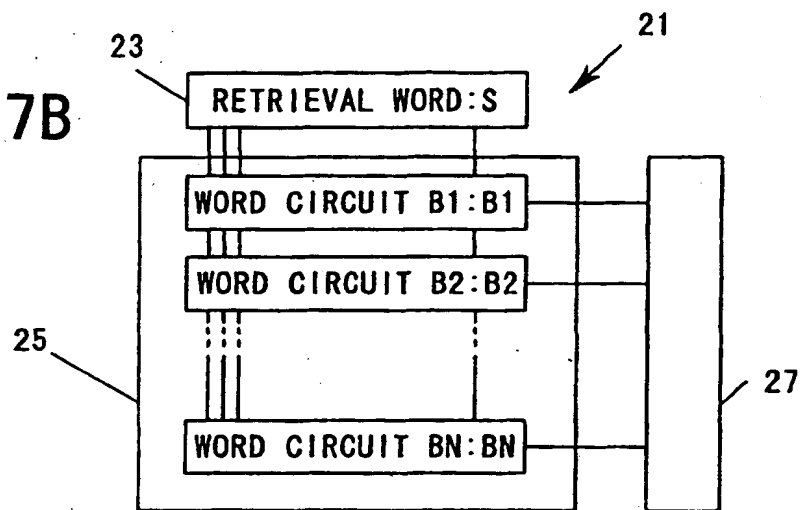 21
23
7B
RETRIEVAL WORD:S
WORD CIRCUIT B1:B1
WORD CIRCUIT B2:B2
25
27
WORD CIRCUIT BN:BN